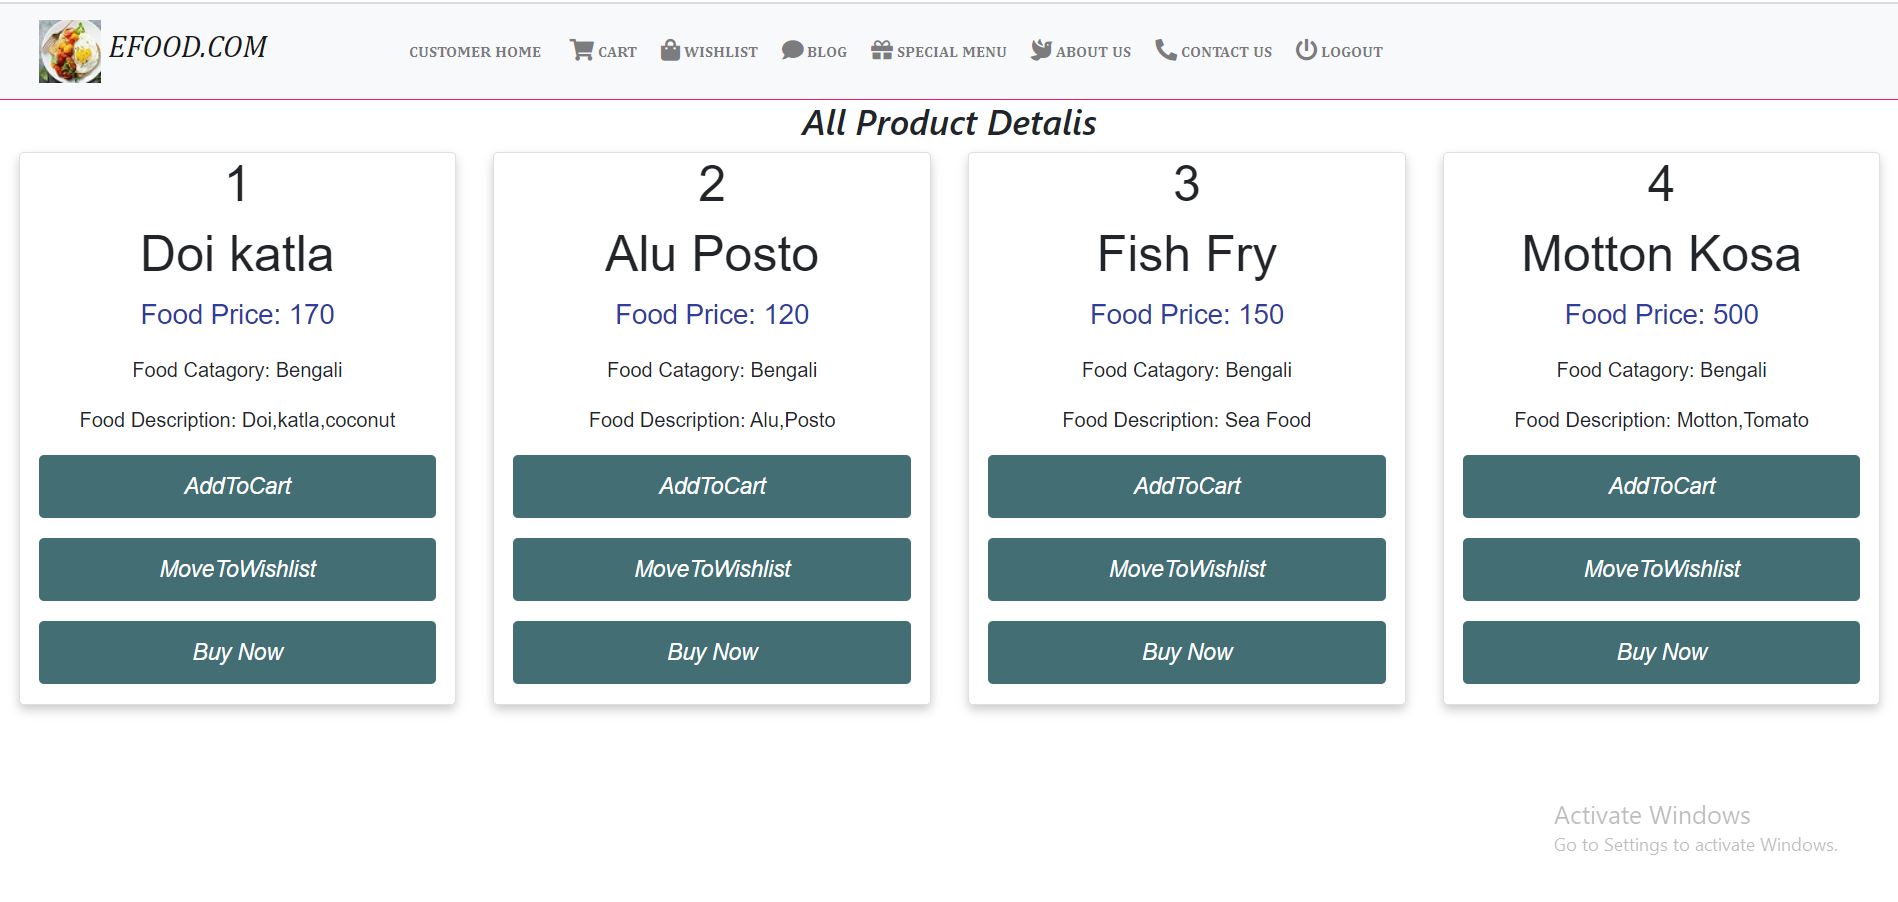 EFOOD.COM
CUSTOMER HOME CART WISHLIST BLOG SPECIAL MENU ABOUT US CONTACT US LOGOUT
All Product Detalis
1
Doi katla
Food Price: 170
Food Catagory: Bengali
Food Description: Doi,katla,coconut
AddToCart
MoveToWishlist
Buy Now
2
Alu Posto
Food Price: 120
Food Catagory: Bengali
Food Description: Alu,Posto
AddToCart
MoveToWishlist
Buy Now
3
Fish Fry
Food Price: 150
Food Catagory: Bengali
Food Description: Sea Food
AddToCart
MoveToWishlist
Buy Now
4
Motton Kosa
Food Price: 500
Food Catagory: Bengali
Food Description: Motton,Tomato
AddToCart
MoveToWishlist
Buy Now
Activate Windows
Go to Settings to activate Windows.